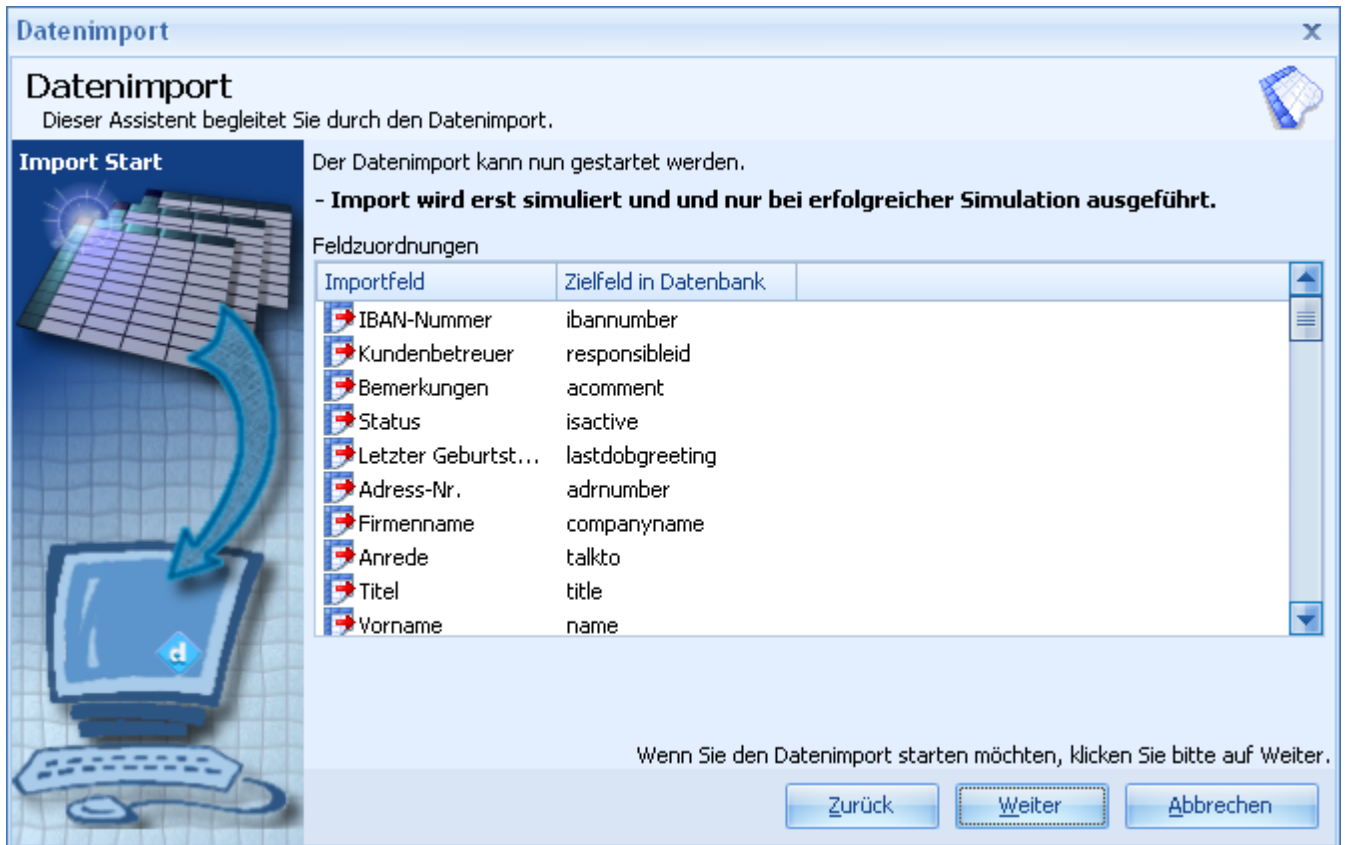 Datenimport
Datenimport
Dieser Assistent begleitet Sie durch den Datenimport.
Import Start
Der Datenimport kann nun gestartet werden.
- Import wird erst simuliert und und nur bei erfolgreicher Simulation ausgeführt.
Feldzuordnungen
Importfeld Zielfeld in Datenbank
IBAN-Nummer ibannumber
Kundenbetreuer responsibleid
Bemerkungen acomment
Status isactive
Letzter Geburtst... lastdobgreeting
Adress-Nr. adrnumber
Firmenname companyname
Anrede talkto
Titel title
Vorname name
d
Wenn Sie den Datenimport starten möchten, klicken Sie bitte auf Weiter.
Zurück Weiter Abbrechen